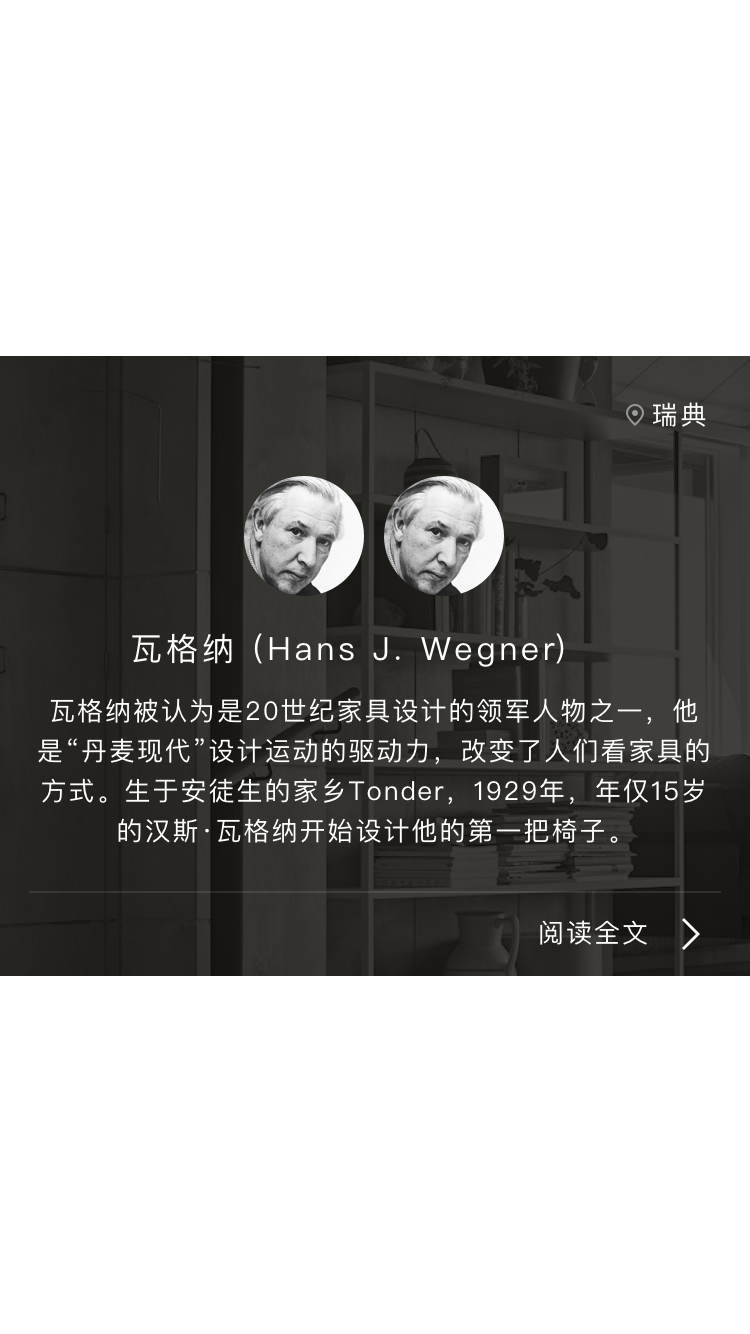 瑞典
瓦格纳（Hans J. Wegner）
瓦格纳被认为是20世纪家具设计的领军人物之一，他
是“丹麦现代”设计运动的驱动力，改变了人们看家具的
方式。生于安徒生的家乡Tonder，1929年，年仅15岁
的汉斯·瓦格纳开始设计他的第一把椅子。
阅读全文